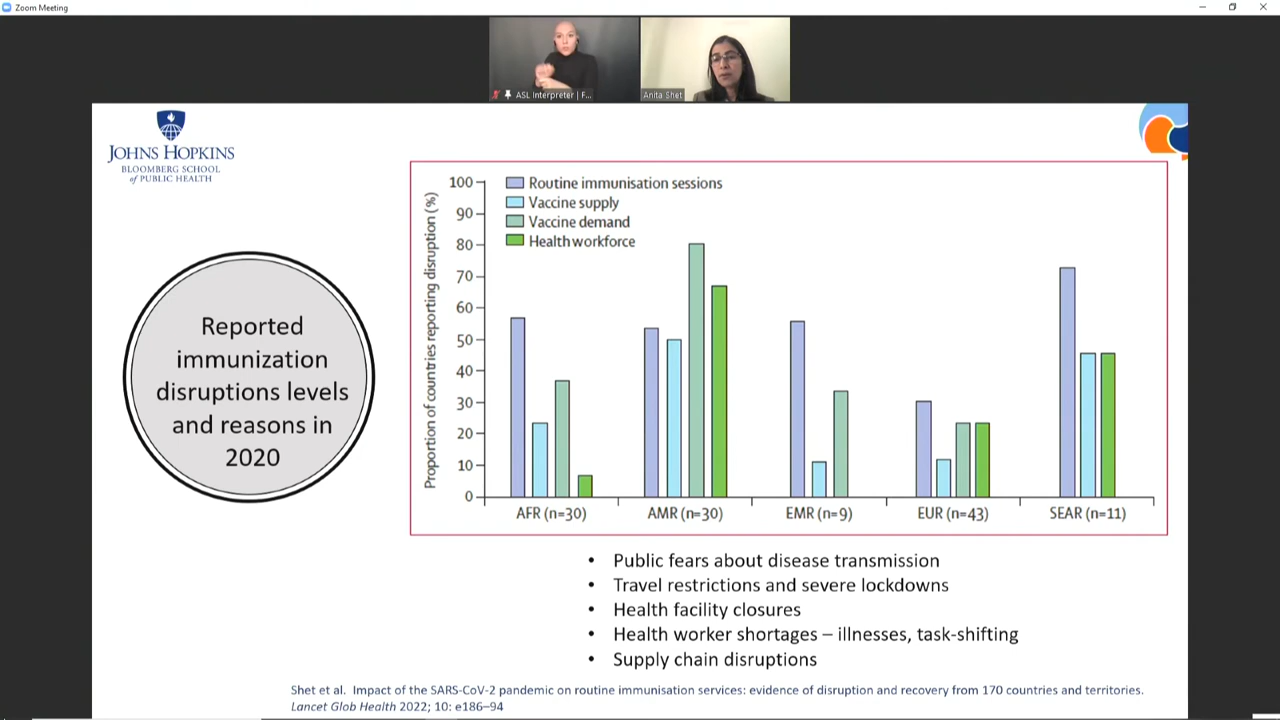 Zoom Meeting
ASL Interpreter | F...
Anita Shet
JOHNS HOPKINS
BLOOMBERG SCHOOL
of PUBLIC HEALTH
Reported
immunization
disruptions levels
and reasons in
2020
Proportion of countries reporting disruption (%)
100
90
80
70
60
50
40
30
20
10
0
Routine immunisation sessions
Vaccine supply
Vaccine demand
Health workforce
AFR (n=30)
AMR (n=30)
EMR (n=9)
EUR (n=43)
SEAR (n=11)
• Public fears about disease transmission
• Travel restrictions and severe lockdowns
• Health facility closures
• Health worker shortages – illnesses, task-shifting
• Supply chain disruptions
Shet et al. Impact of the SARS-CoV-2 pandemic on routine immunisation services: evidence of disruption and recovery from 170 countries and territories.
Lancet Glob Health 2022; 10: e186–94